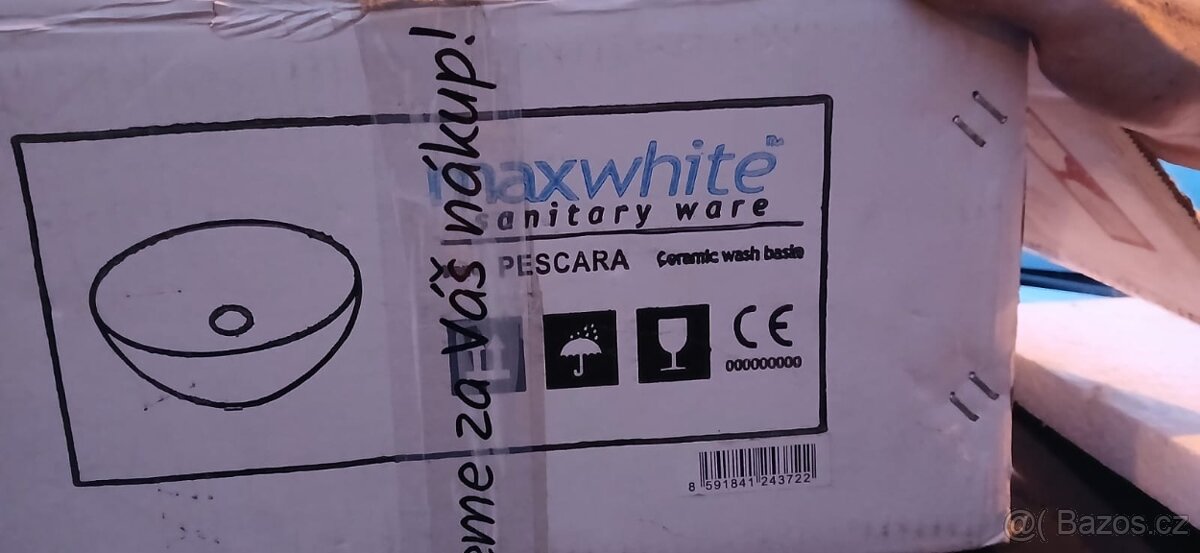 maxwhite
sanitary ware
PESCARA Ceramic wash basin
CE
000000000
8 591841 243722
eme za Váš nákup!
@( Bazos.cz